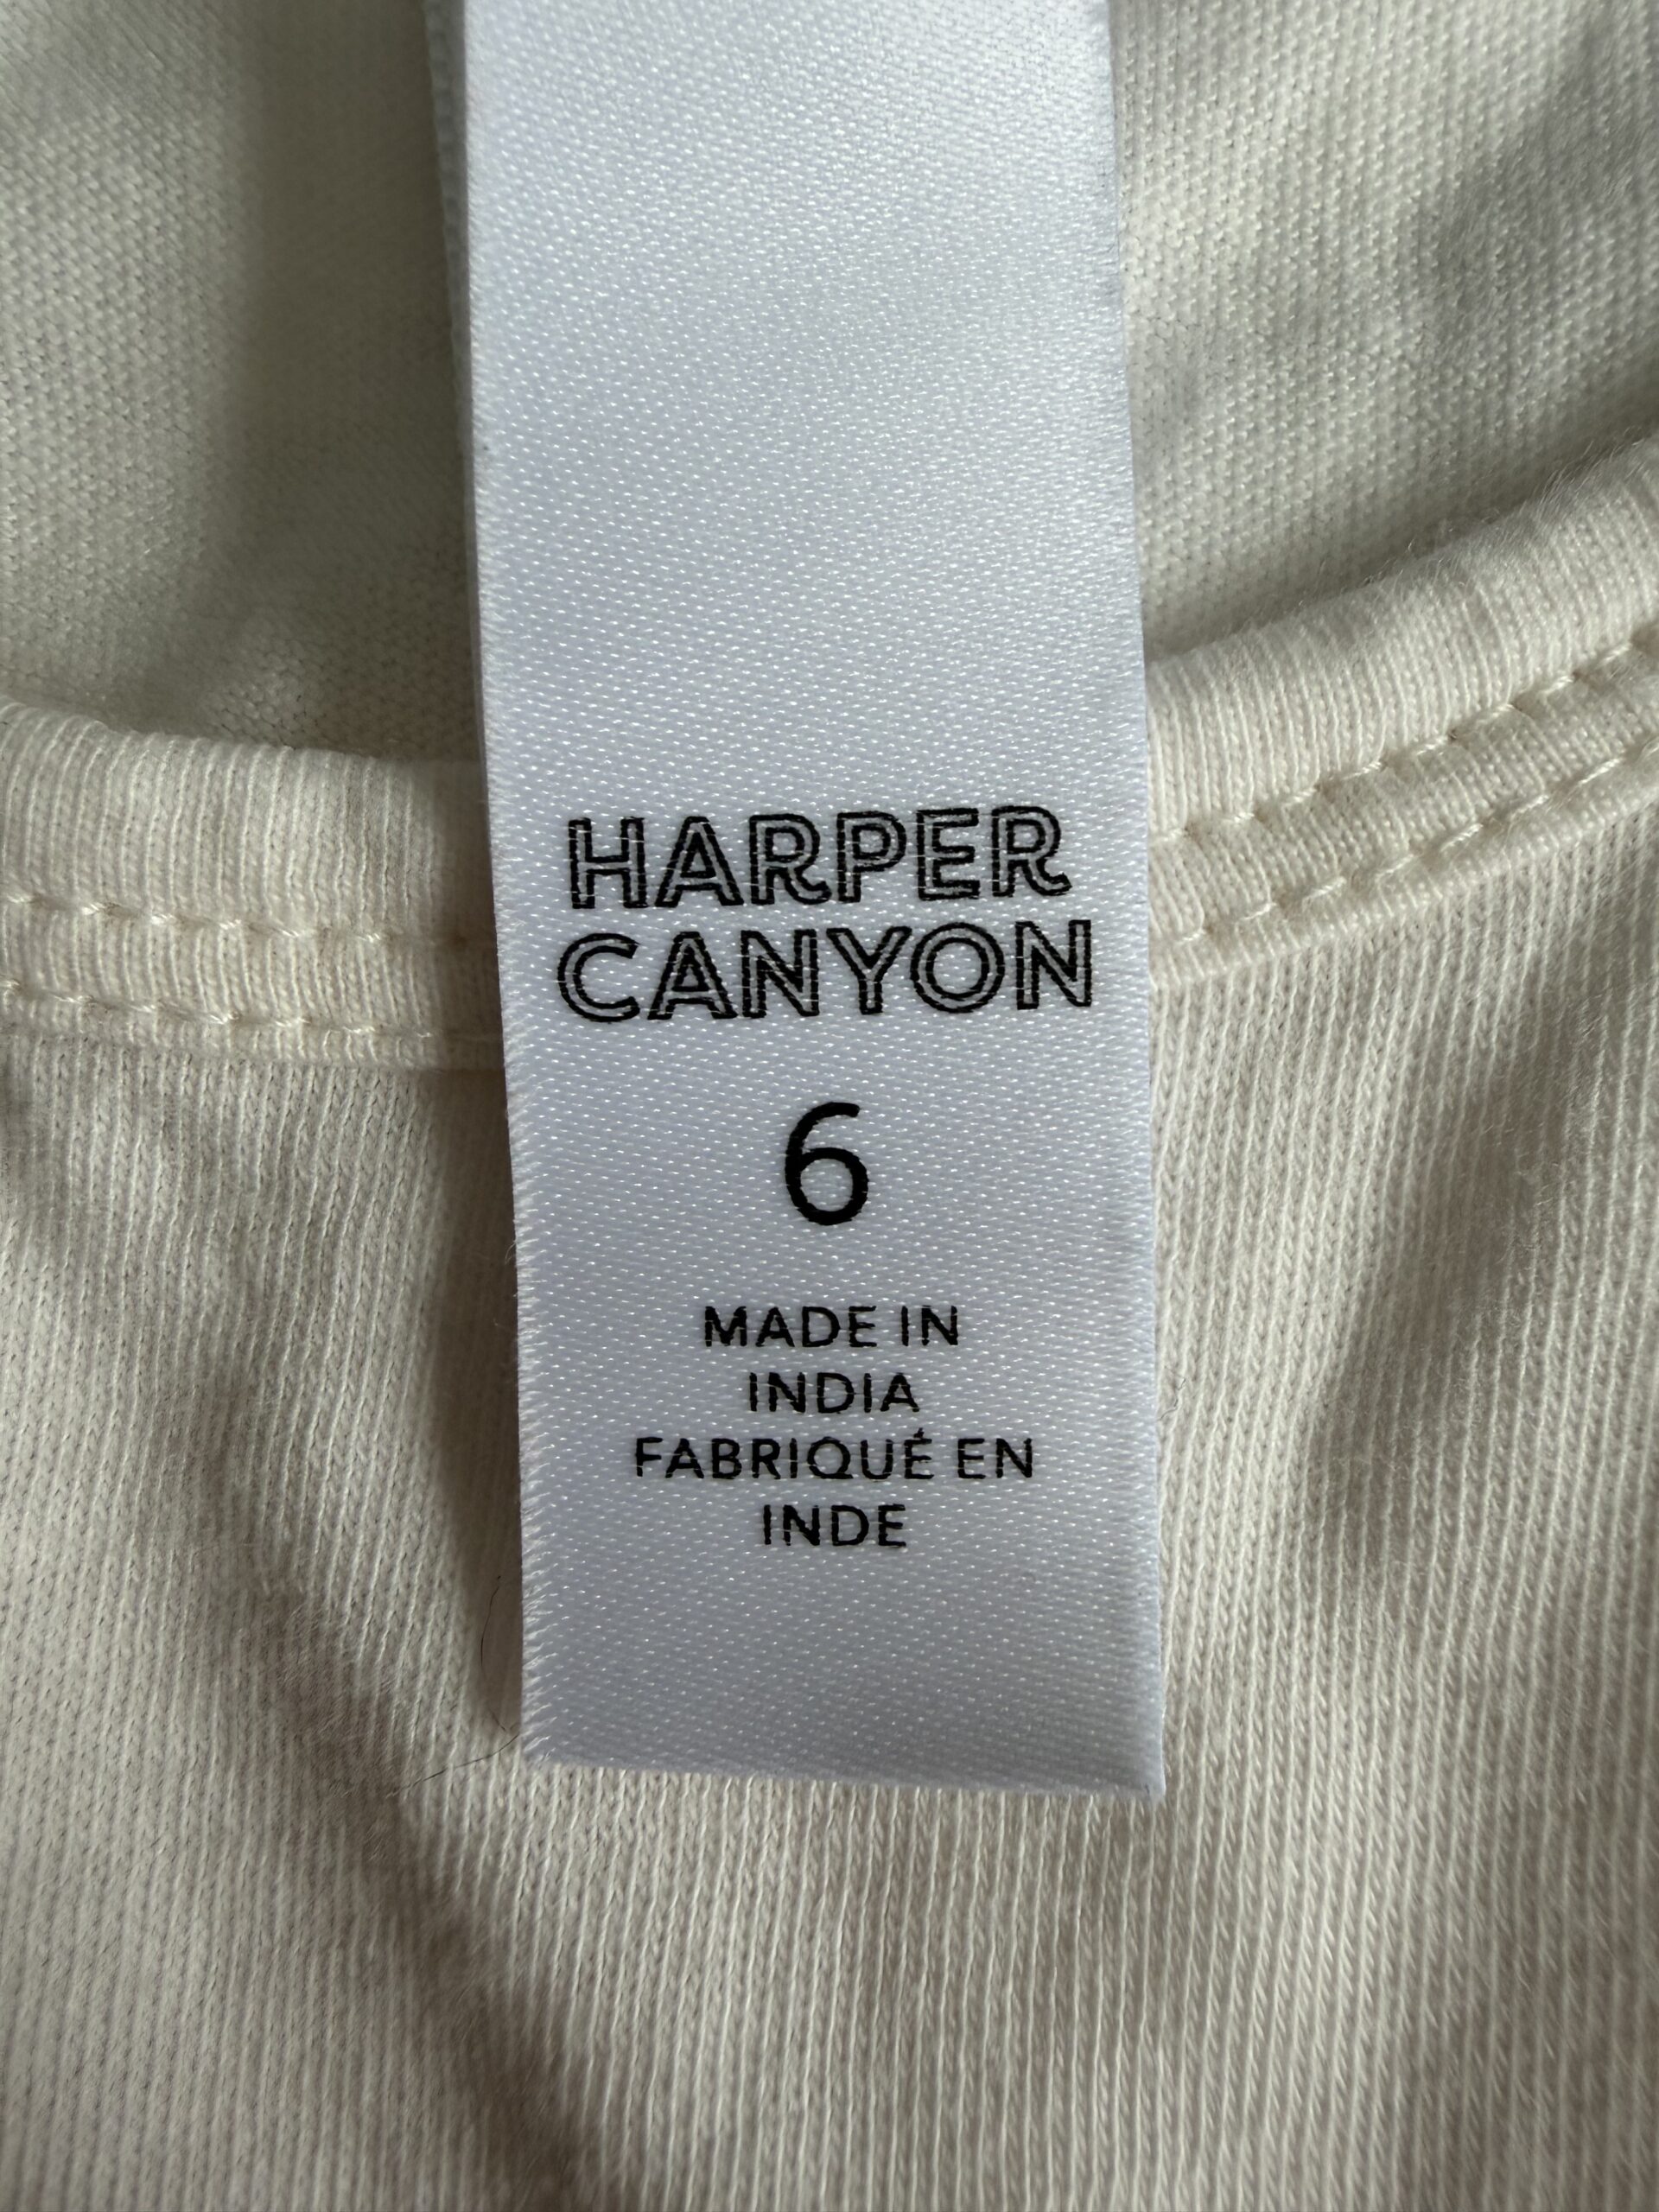 HARPER
CANYON
6
MADE IN
INDIA
FABRIQUÉ EN
INDE